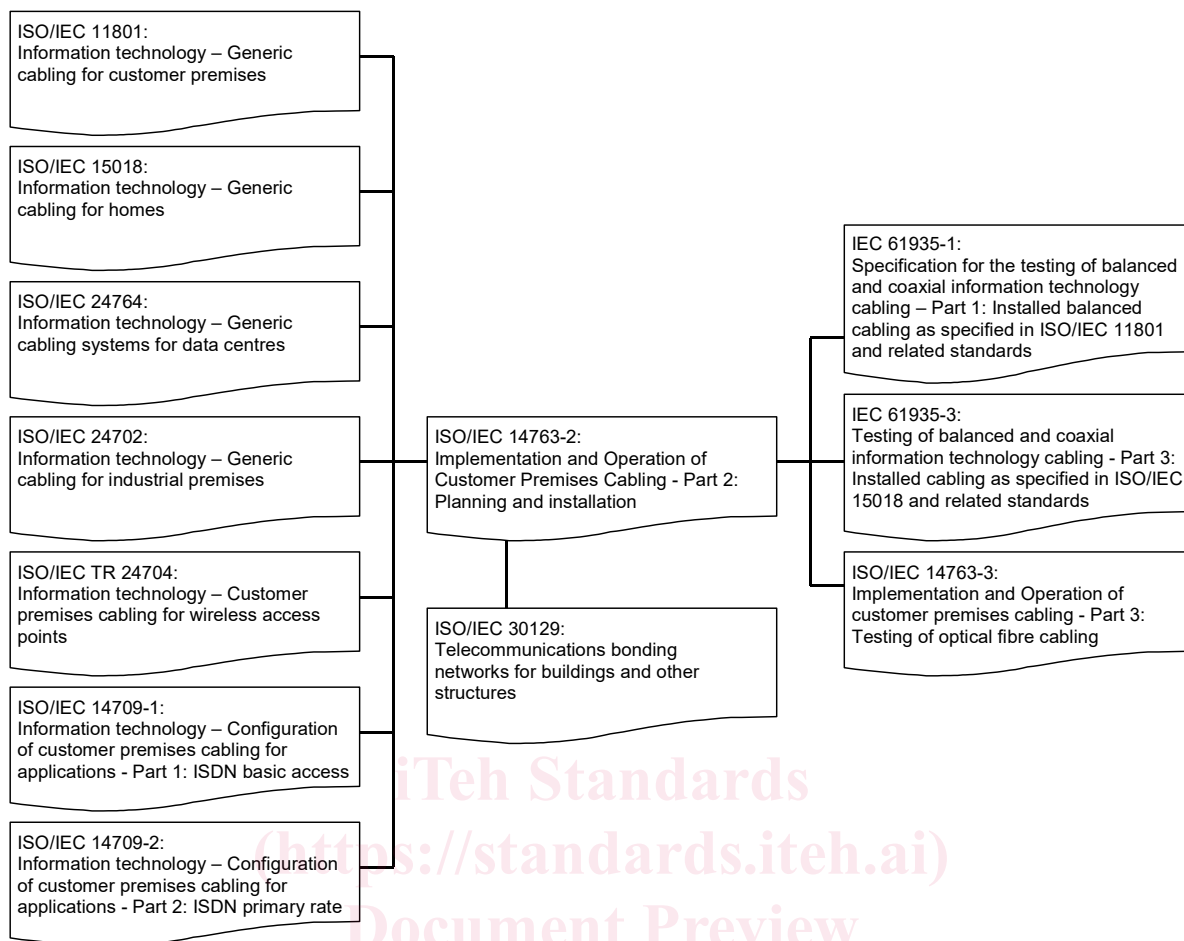 ISO/IEC 11801:
Information technology – Generic
cabling for customer premises
ISO/IEC 15018:
Information technology – Generic
cabling for homes
ISO/IEC 24764:
Information technology – Generic
cabling systems for data centres
ISO/IEC 24702:
Information technology – Generic
cabling for industrial premises
ISO/IEC TR 24704:
Information technology – Customer
premises cabling for wireless access
points
ISO/IEC 14709-1:
Information technology – Configuration
of customer premises cabling for
applications - Part 1: ISDN basic access
ISO/IEC 14709-2:
Information technology – Configuration
of customer premises cabling for
applications - Part 2: ISDN primary rate
ISO/IEC 14763-2:
Implementation and Operation of
Customer Premises Cabling - Part 2:
Planning and installation
ISO/IEC 30129:
Telecommunications bonding
networks for buildings and other
structures
IEC 61935-1:
Specification for the testing of balanced
and coaxial information technology
cabling – Part 1: Installed balanced
cabling as specified in ISO/IEC 11801
and related standards
IEC 61935-3:
Testing of balanced and coaxial
information technology cabling - Part 3:
Installed cabling as specified in ISO/IEC
15018 and related standards
ISO/IEC 14763-3:
Implementation and Operation of
customer premises cabling - Part 3:
Testing of optical fibre cabling
iTeh Standards
(https://standards.iteh.ai)
Document Preview